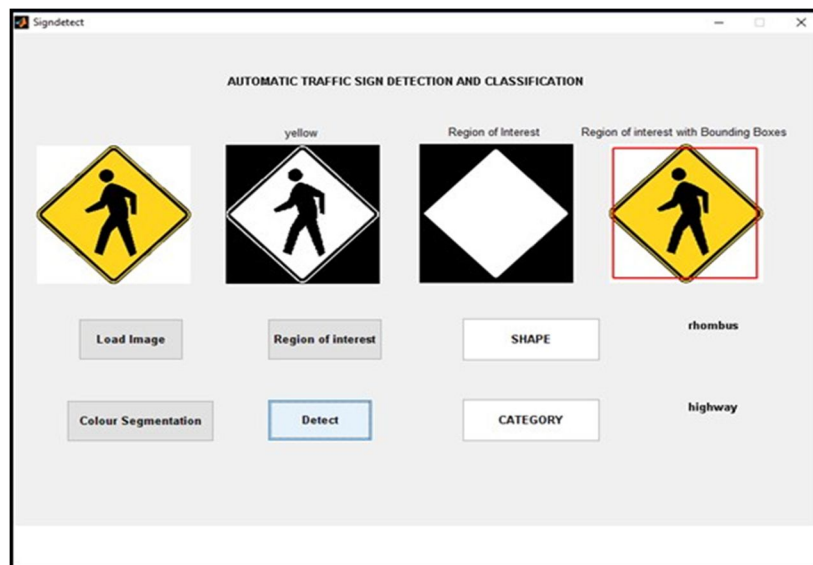 Signdetect
AUTOMATIC TRAFFIC SIGN DETECTION AND CLASSIFICATION
yellow
Region of Interest
Region of interest with Bounding Boxes
Load Image
Region of interest
SHAPE
rhombus
Colour Segmentation
Detect
CATEGORY
highway